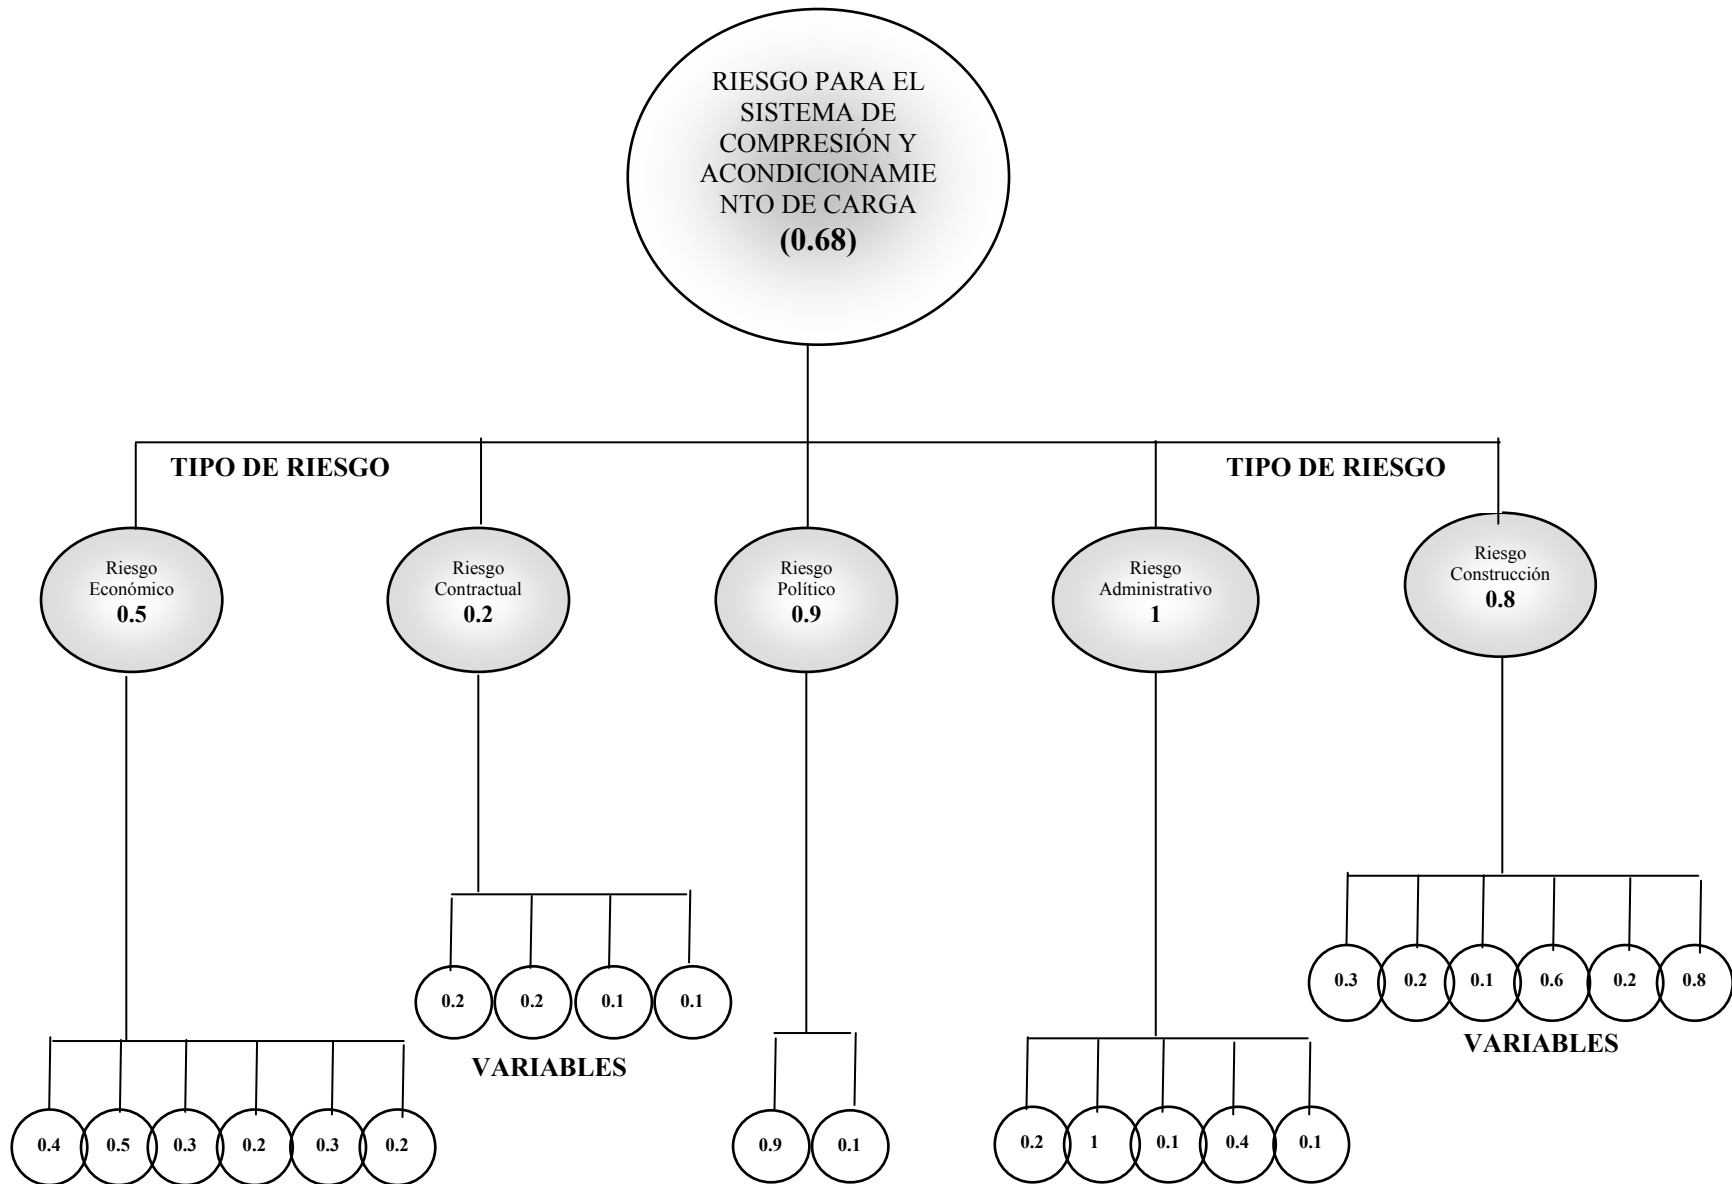 RIESGO PARA EL
SISTEMA DE
COMPRESIÓN Y
ACONDICIONAMIE
NTO DE CARGA
(0.68)
TIPO DE RIESGO
TIPO DE RIESGO
Riesgo
Económico
0.5
Riesgo
Contractual
0.2
Riesgo
Político
0.9
Riesgo
Administrativo
1
Riesgo
Construcción
0.8
0.2 0.2 0.1 0.1
VARIABLES
0.3 0.2 0.1 0.6 0.2 0.8
VARIABLES
0.4 0.5 0.3 0.2 0.3 0.2
0.9 0.1
0.2 1 0.1 0.4 0.1